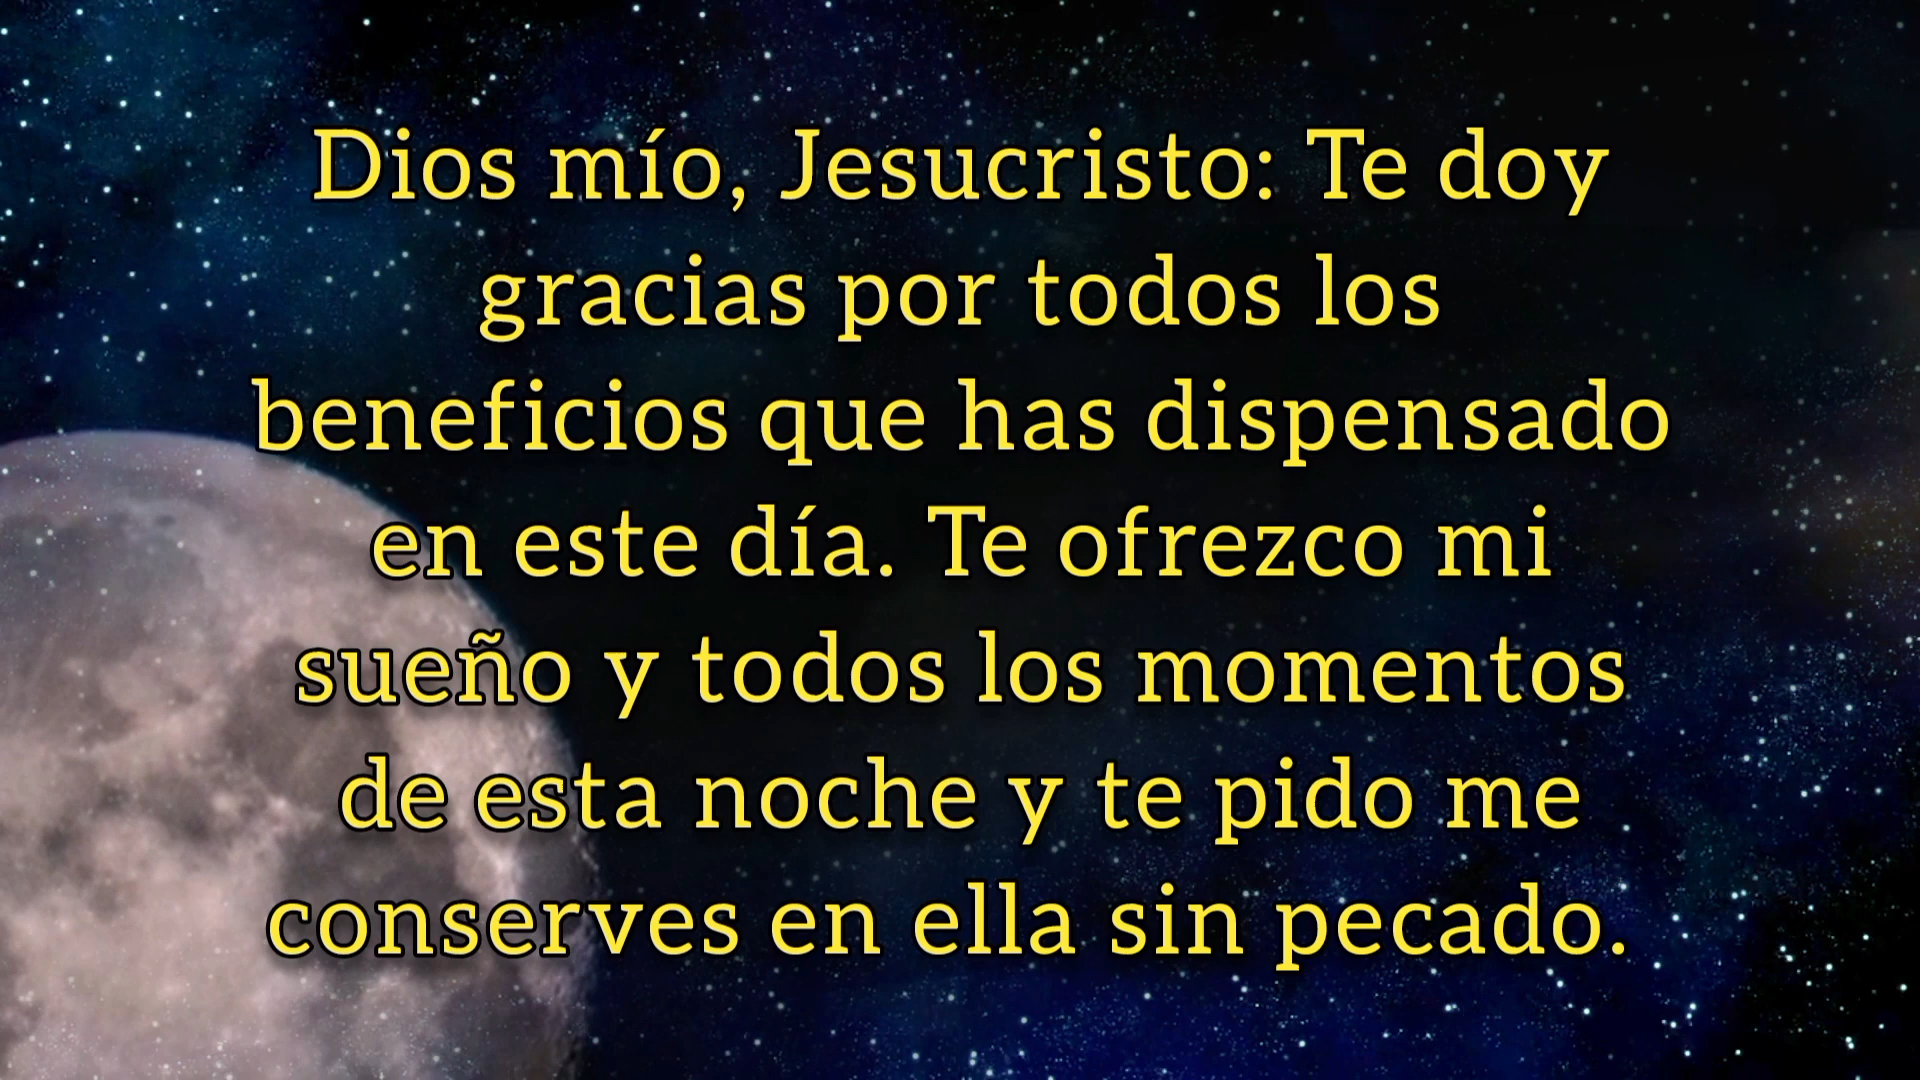 Dios mío, Jesucristo: Te doy
gracias por todos los
beneficios que has dispensado
en este día. Te ofrezco mi
sueño y todos los momentos
de esta noche y te pido me
conserves en ella sin pecado.